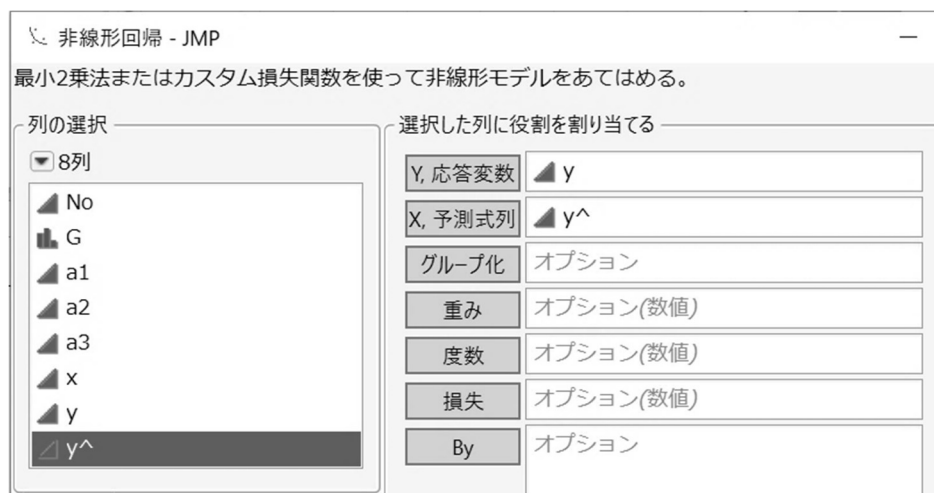 非線形回帰 - JMP
最小2乗法またはカスタム損失関数を使って非線形モデルをあてはめる。
列の選択
8列
No
G
a1
a2
a3
x
y
y^
選択した列に役割を割り当てる
Y, 応答変数 y
X, 予測式列 y^
グループ化 オプション
重み オプション(数値)
度数 オプション(数値)
損失 オプション(数値)
By オプション